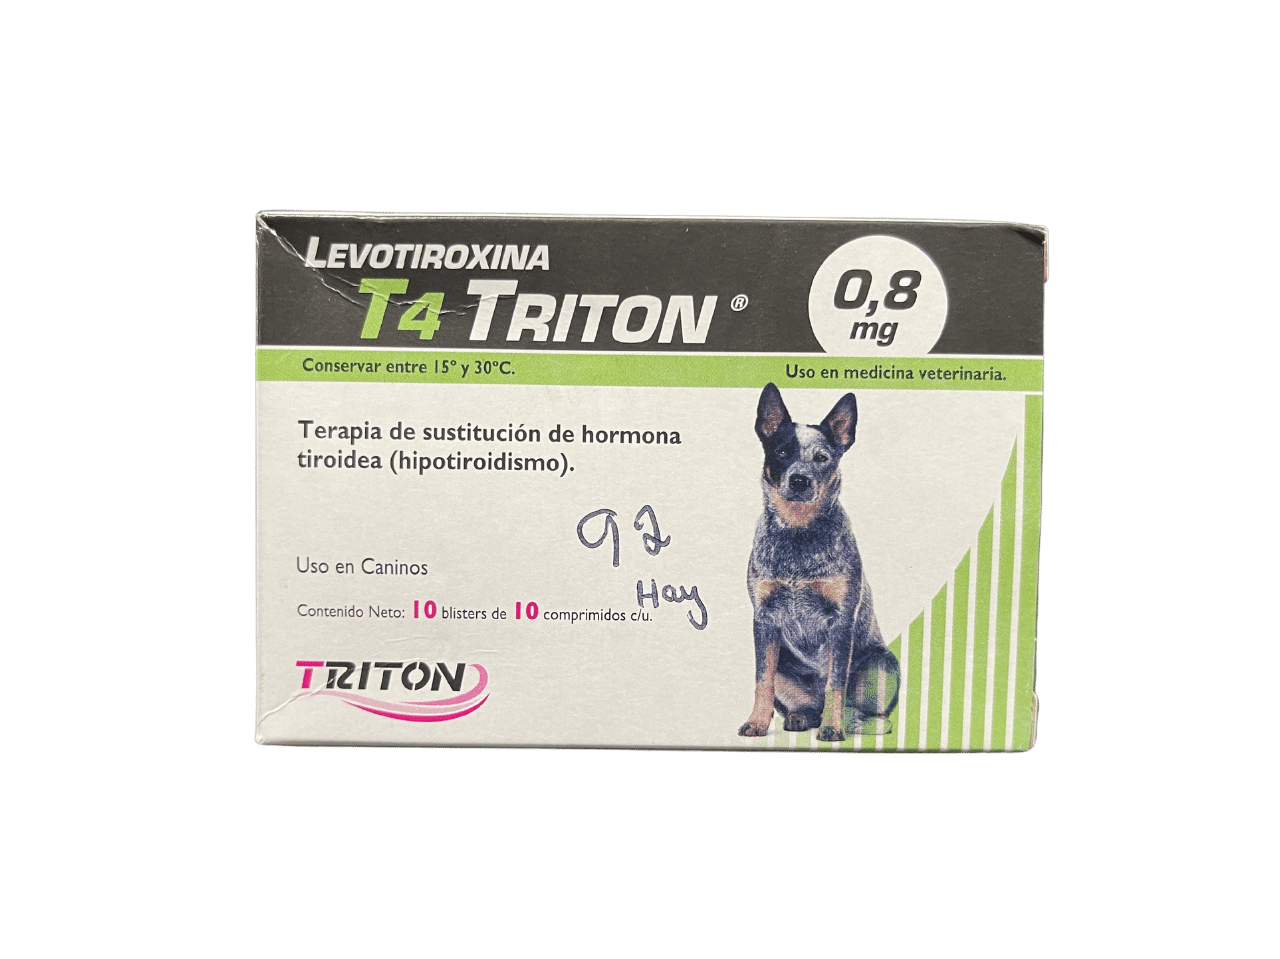 LEVOTIROXINA
T4 TRITON ®
0,8
mg
Conservar entre 15° y 30°C.
Uso en medicina veterinaria.
Terapia de sustitución de hormona
tiroidea (hipotiroidismo).
92
Hay
Uso en Caninos
Contenido Neto: 10 blisters de 10 comprimidos c/u.
TRITON